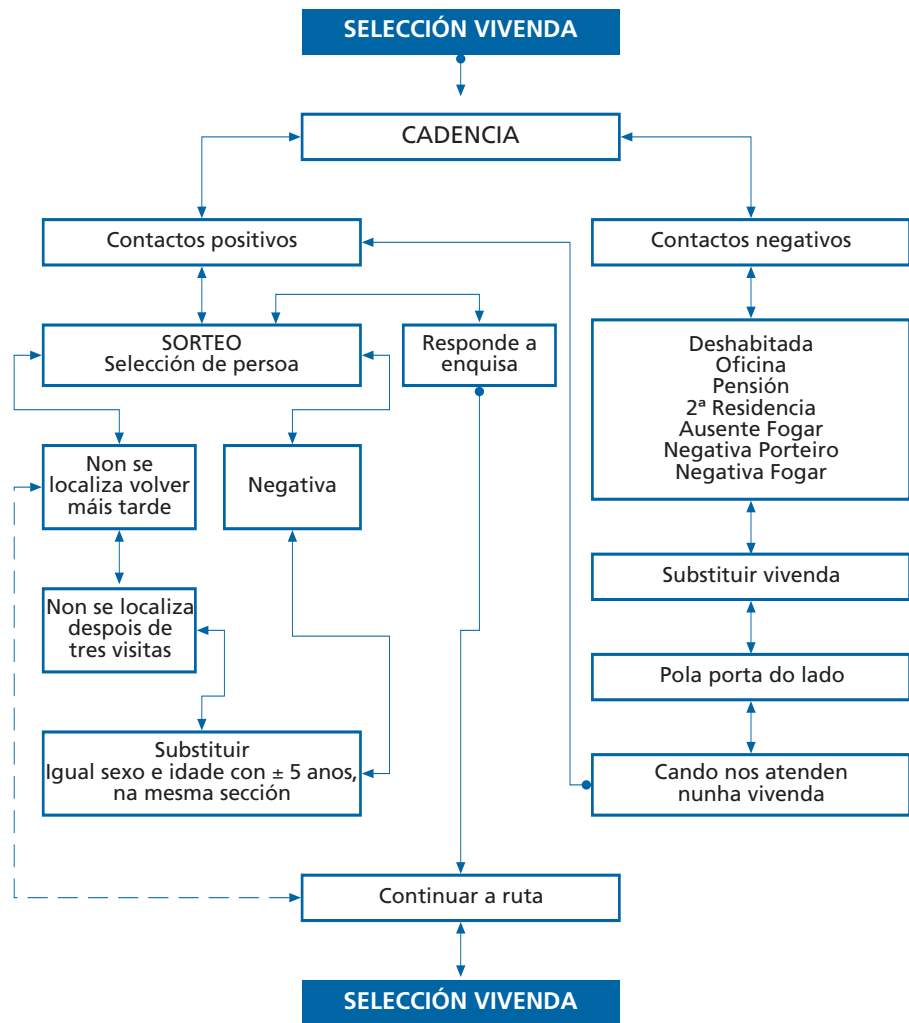 SELECCIÓN VIVENDA
CADENCIA
Contactos positivos
Contactos negativos
SORTEO
Selección de persoa
Responde a
enquisa
Deshabitada
Oficina
Pensión
2ª Residencia
Ausente Fogar
Negativa Porteiro
Negativa Fogar
Non se
localiza volver
máis tarde
Negativa
Substituir vivenda
Non se localiza
despois de
tres visitas
Pola porta do lado
Substituir
Igual sexo e idade con ± 5 anos,
na mesma sección
Cando nos atenden
nunha vivenda
Continuar a ruta
SELECCIÓN VIVENDA